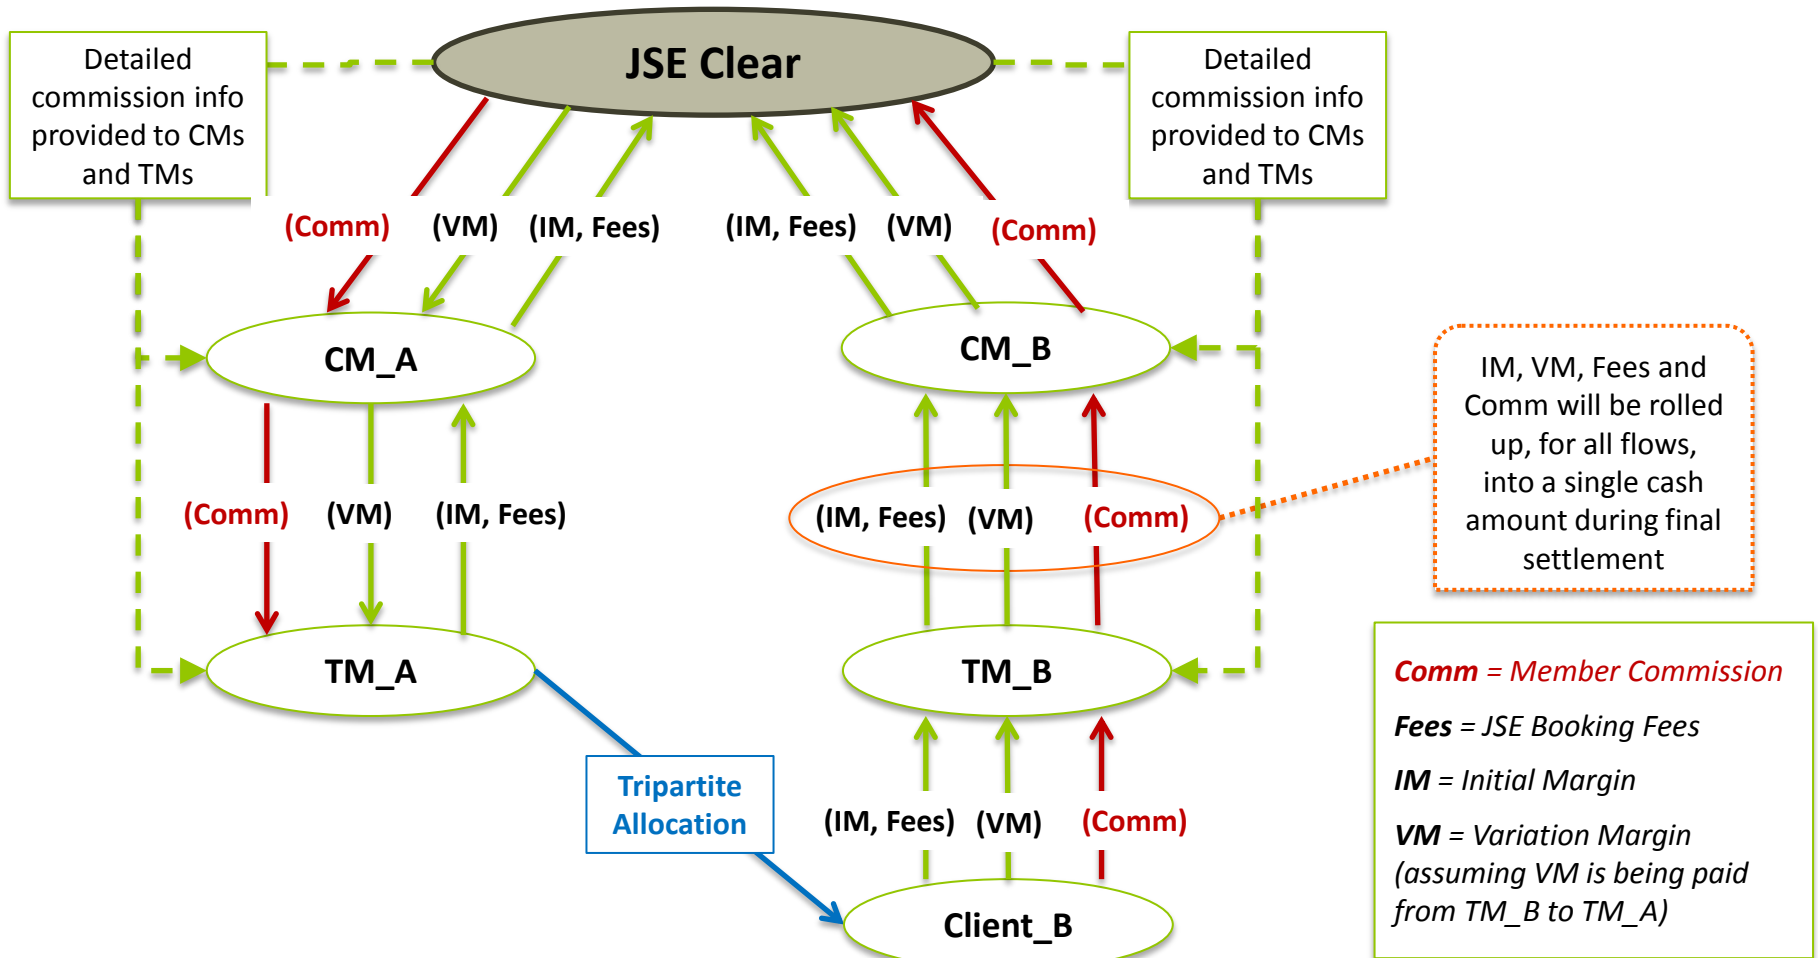 JSE Clear
Detailed
commission info
provided to CMs
and TMs
Detailed
commission info
provided to CMs
and TMs
(Comm) (VM) (IM, Fees) (IM, Fees) (VM) (Comm)
CM_A
CM_B
IM, VM, Fees and
Comm will be rolled
up, for all flows,
into a single cash
amount during final
settlement
(Comm) (VM) (IM, Fees) (IM, Fees) (VM) (Comm)
TM_A
TM_B
Tripartite
Allocation
(IM, Fees) (VM) (Comm)
Client_B
Comm = Member Commission
Fees = JSE Booking Fees
IM = Initial Margin
VM = Variation Margin
(assuming VM is being paid
from TM_B to TM_A)